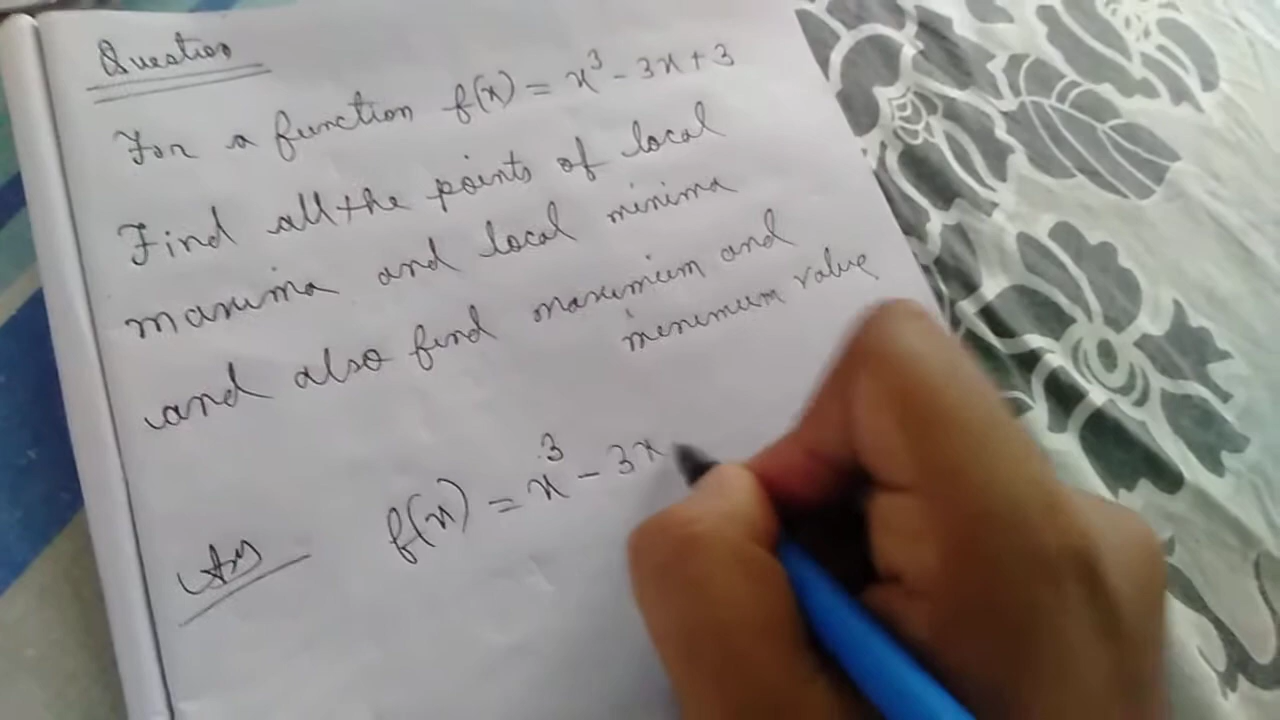 Question
For a function f(x) = x³ - 3x + 3
Find all the points of local
maxima and local minima
and also find maximum and
minimum value
Ans f(x) = x³ - 3x